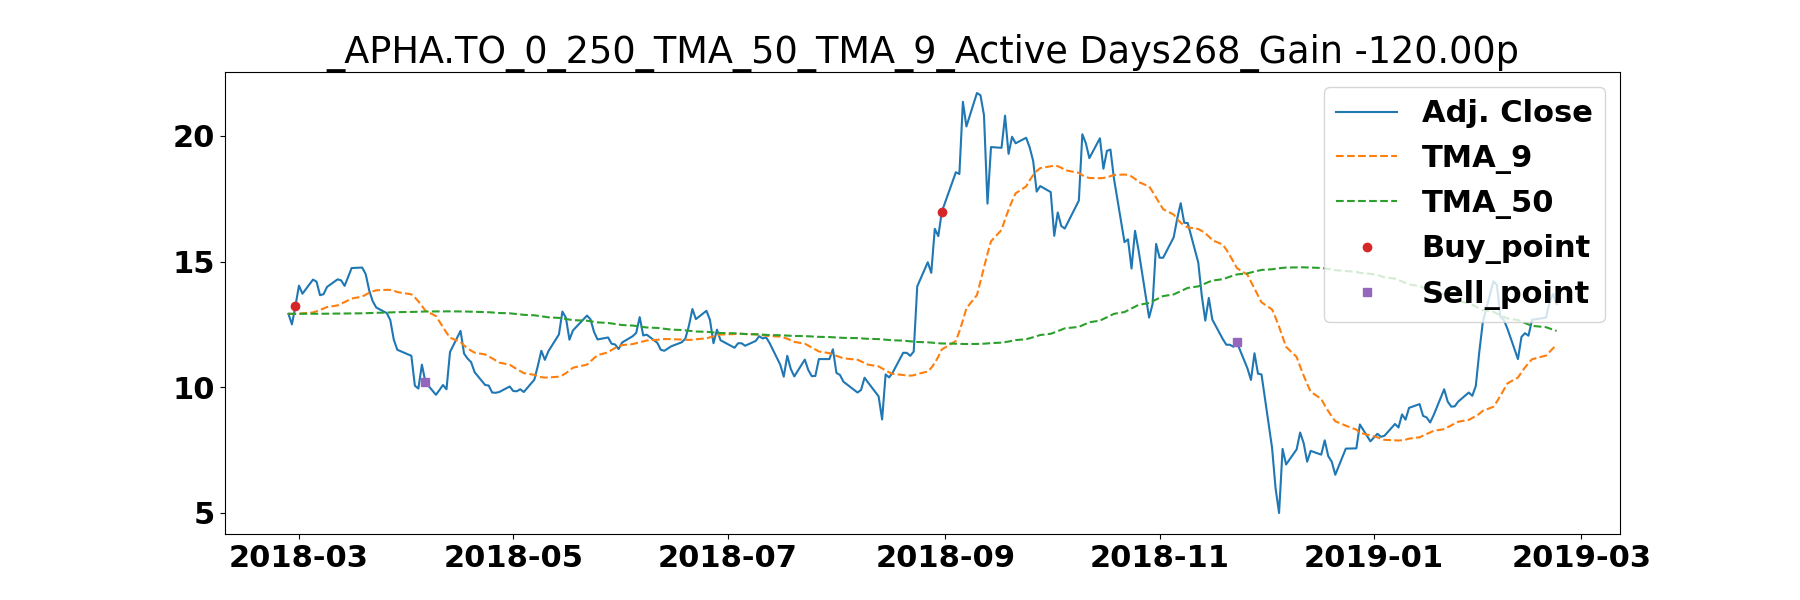 _APHA.TO_0_250_TMA_50_TMA_9_Active Days268_Gain -120.00p
Adj. Close
TMA_9
TMA_50
Buy_point
Sell_point
20
15
10
5
2018-03 2018-05 2018-07 2018-09 2018-11 2019-01 2019-03